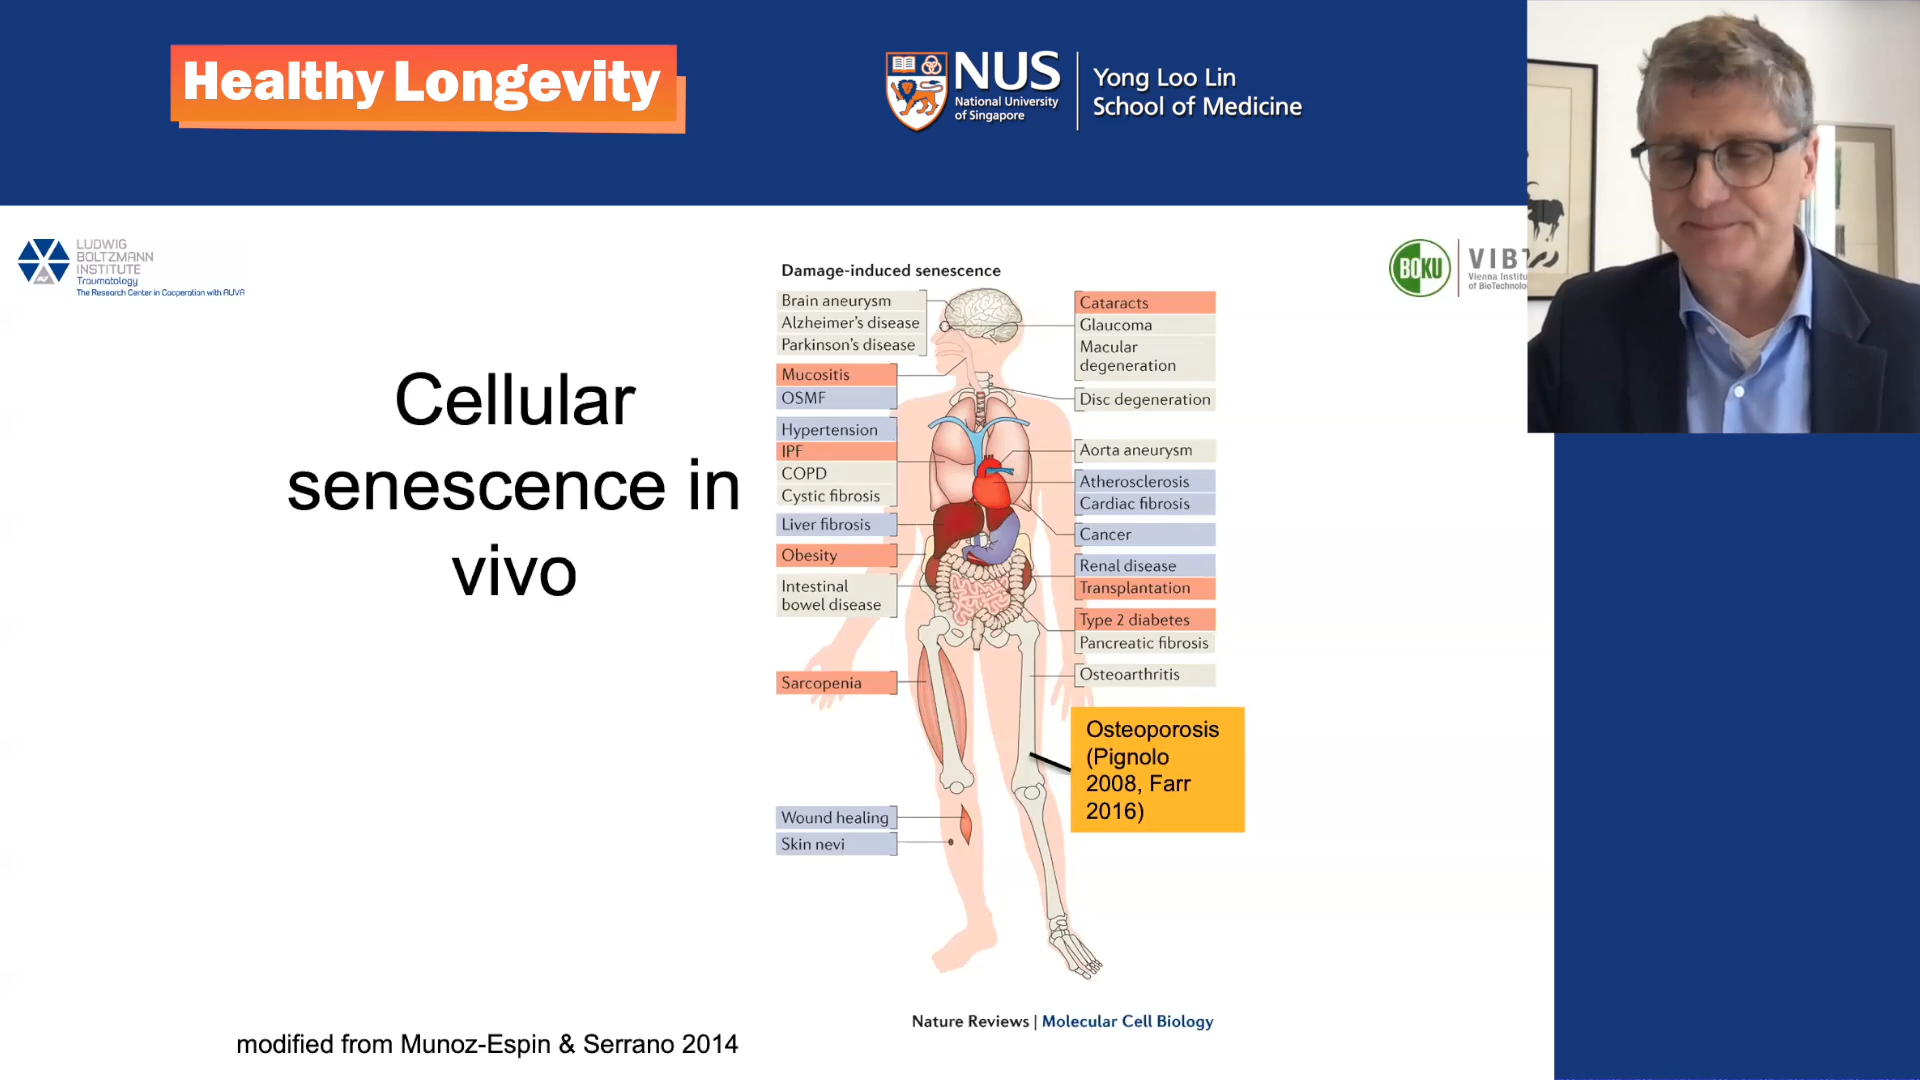 Healthy Longevity
NUS
National University
of Singapore
Yong Loo Lin
School of Medicine
LUDWIG
BOLTZMANN
INSTITUTE
Traumatology
The Research Center in Cooperation with AUVA
BOKU
VIBT
Vienna
of
Cellular
senescence in
vivo
Damage-induced senescence
Brain aneurysm
Alzheimer's disease
Parkinson's disease
Mucositis
OSMF
Hypertension
IPF
COPD
Cystic fibrosis
Liver fibrosis
Obesity
Intestinal
bowel disease
Sarcopenia
Wound healing
Skin nevi
Cataracts
Glaucoma
Macular
degeneration
Disc degeneration
Aorta aneurysm
Atherosclerosis
Cardiac fibrosis
Cancer
Renal disease
Transplantation
Type 2 diabetes
Pancreatic fibrosis
Osteoarthritis
Osteoporosis
(Pignolo
2008, Farr
2016)
Nature Reviews | Molecular Cell Biology
modified from Munoz-Espin & Serrano 2014